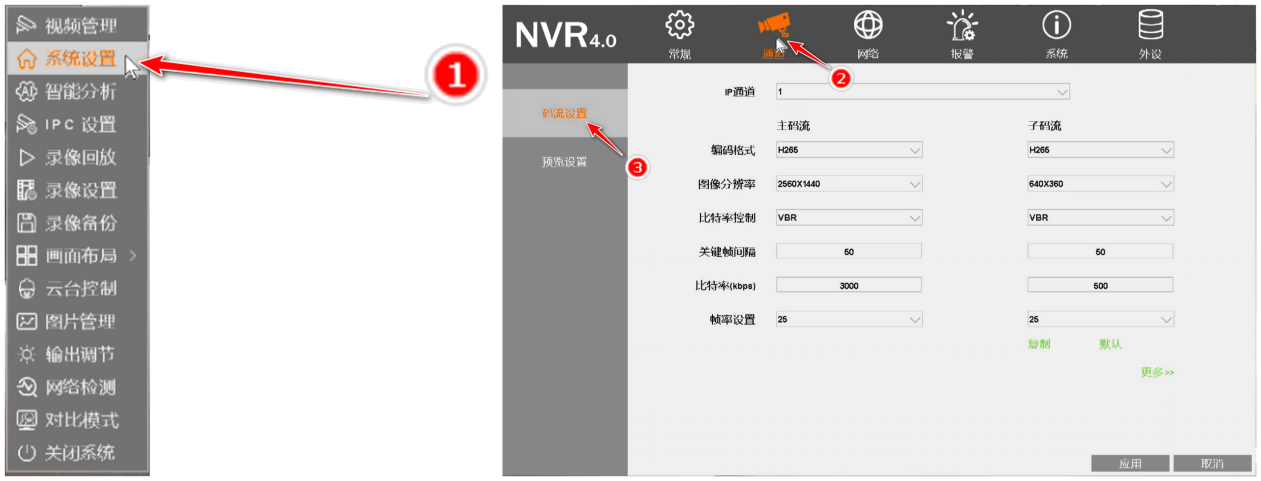 视频管理
系统设置
智能分析
IPC 设置
录像回放
录像设置
录像备份
画面布局 >
云台控制
图片管理
输出调节
网络检测
对比模式
关闭系统
1
NVR4.0
常规 通道 网络 报警 系统 外设
2
码流设置
预览设置
3
IP通道 1
主码流 子码流
编码格式 H265 H265
图像分辨率 2560X1440 640X360
比特率控制 VBR VBR
关键帧间隔 50 50
比特率(kbps) 3000 500
帧率设置 25 25
复制 默认
更多>>
应用 取消